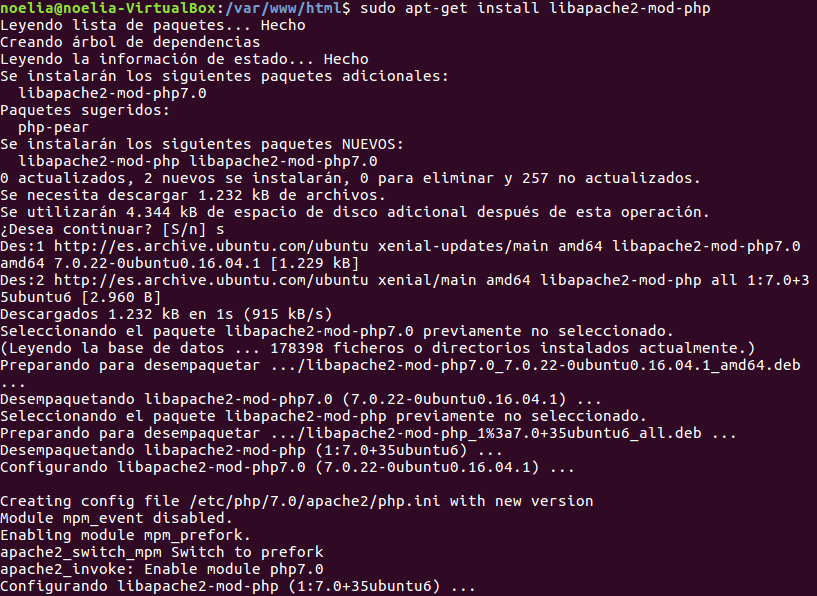 noelia@noelia-VirtualBox:/var/www/html$ sudo apt-get install libapache2-mod-php
Leyendo lista de paquetes... Hecho
Creando árbol de dependencias
Leyendo la información de estado... Hecho
Se instalarán los siguientes paquetes adicionales:
  libapache2-mod-php7.0
Paquetes sugeridos:
  php-pear
Se instalarán los siguientes paquetes NUEVOS:
  libapache2-mod-php libapache2-mod-php7.0
0 actualizados, 2 nuevos se instalarán, 0 para eliminar y 257 no actualizados.
Se necesita descargar 1.232 kB de archivos.
Se utilizarán 4.344 kB de espacio de disco adicional después de esta operación.
¿Desea continuar? [S/n] s
Des:1 http://es.archive.ubuntu.com/ubuntu xenial-updates/main amd64 libapache2-mod-php7.0
amd64 7.0.22-0ubuntu0.16.04.1 [1.229 kB]
Des:2 http://es.archive.ubuntu.com/ubuntu xenial/main amd64 libapache2-mod-php all 1:7.0+3
5ubuntu6 [2.960 B]
Descargados 1.232 kB en 1s (915 kB/s)
Seleccionando el paquete libapache2-mod-php7.0 previamente no seleccionado.
(Leyendo la base de datos ... 178398 ficheros o directorios instalados actualmente.)
Preparando para desempaquetar .../libapache2-mod-php7.0_7.0.22-0ubuntu0.16.04.1_amd64.deb
...
Desempaquetando libapache2-mod-php7.0 (7.0.22-0ubuntu0.16.04.1) ...
Seleccionando el paquete libapache2-mod-php previamente no seleccionado.
Preparando para desempaquetar .../libapache2-mod-php_1%3a7.0+35ubuntu6_all.deb ...
Desempaquetando libapache2-mod-php (1:7.0+35ubuntu6) ...
Configurando libapache2-mod-php7.0 (7.0.22-0ubuntu0.16.04.1) ...

Creating config file /etc/php/7.0/apache2/php.ini with new version
Module mpm_event disabled.
Enabling module mpm_prefork.
apache2_switch_mpm Switch to prefork
apache2_invoke: Enable module php7.0
Configurando libapache2-mod-php (1:7.0+35ubuntu6) ...